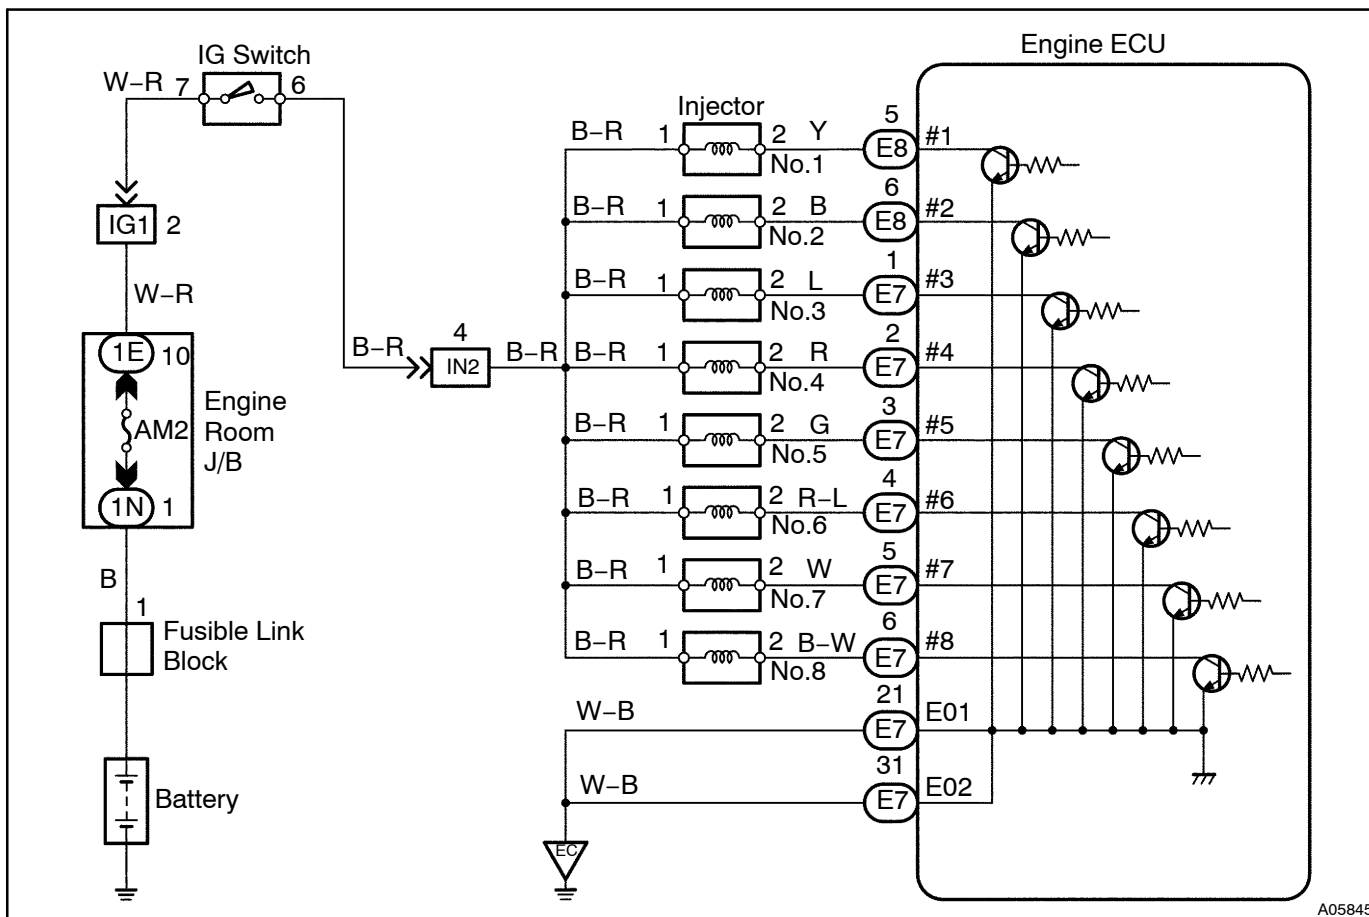 Engine ECU
IG Switch
W–R 7 6
IG1 2
W–R
1E 10
AM2
Engine
Room
J/B
1N 1
B
1
Fusible Link
Block
Battery
B–R
4
IN2
B–R
Injector
B–R 1 2 Y
No.1
5
E8 #1
B–R 1 2 B
No.2
6
E8 #2
B–R 1 2 L
No.3
1
E7 #3
B–R 1 2 R
No.4
2
E7 #4
B–R 1 2 G
No.5
3
E7 #5
B–R 1 2 R–L
No.6
4
E7 #6
B–R 1 2 W
No.7
5
E7 #7
B–R 1 2 B–W
No.8
6
E7 #8
W–B
21
E7 E01
W–B
31
E7 E02
EC
A05845